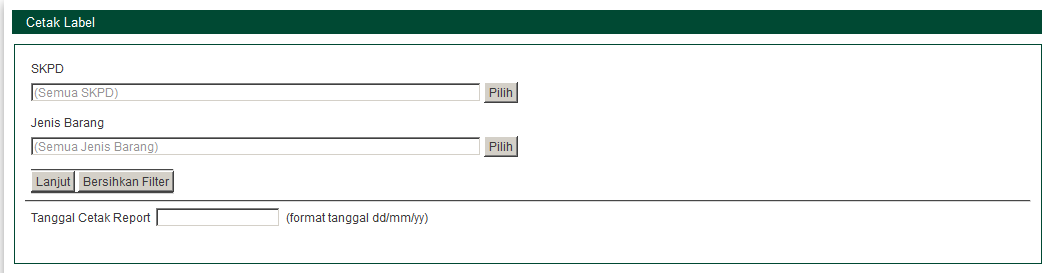 Cetak Label
SKPD
(Semua SKPD) Pilih
Jenis Barang
(Semua Jenis Barang) Pilih
Lanjut Bersihkan Filter
Tanggal Cetak Report (format tanggal dd/mm/yy)